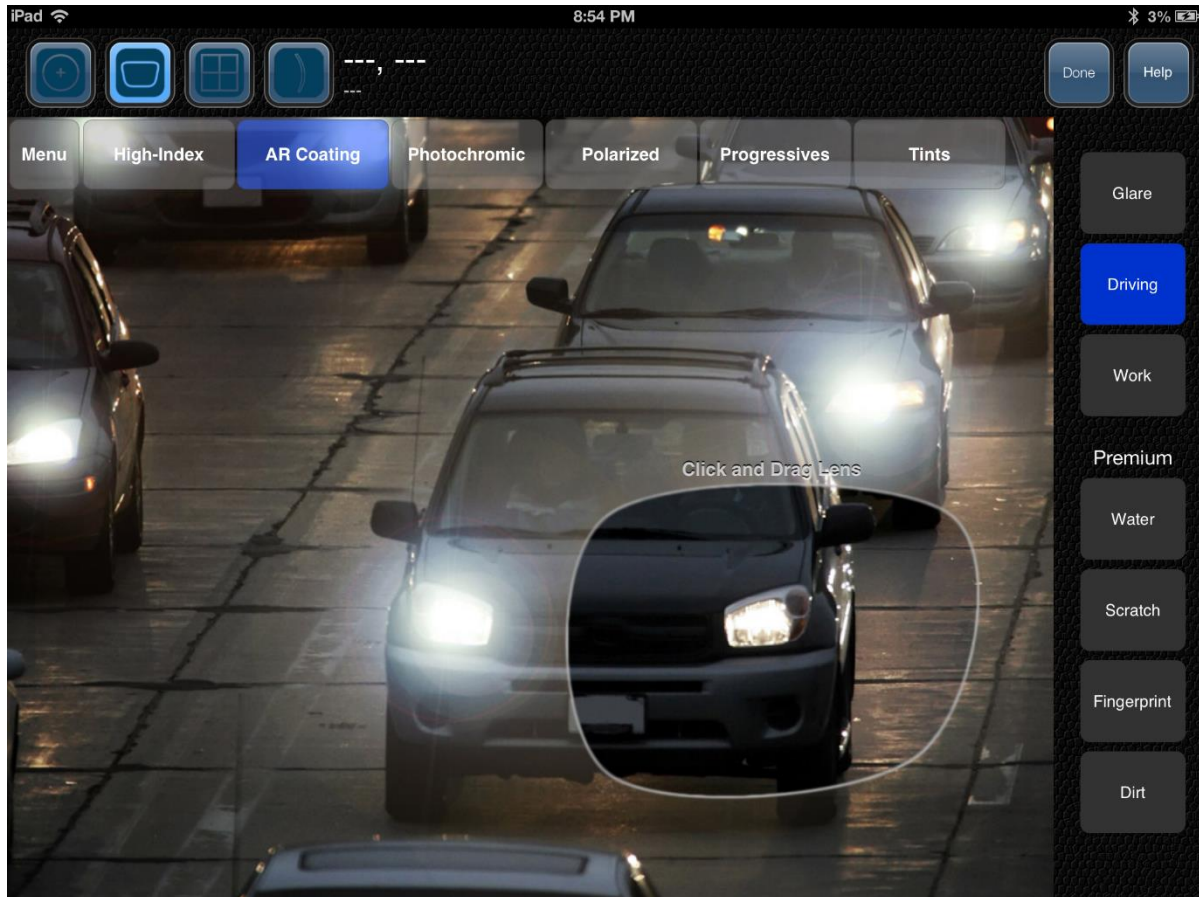 iPad 8:54 PM 3%
---, ---
---
Done Help
Menu High-Index AR Coating Photochromic Polarized Progressives Tints
Glare
Driving
Work
Premium
Click and Drag Lens
Water
Scratch
Fingerprint
Dirt